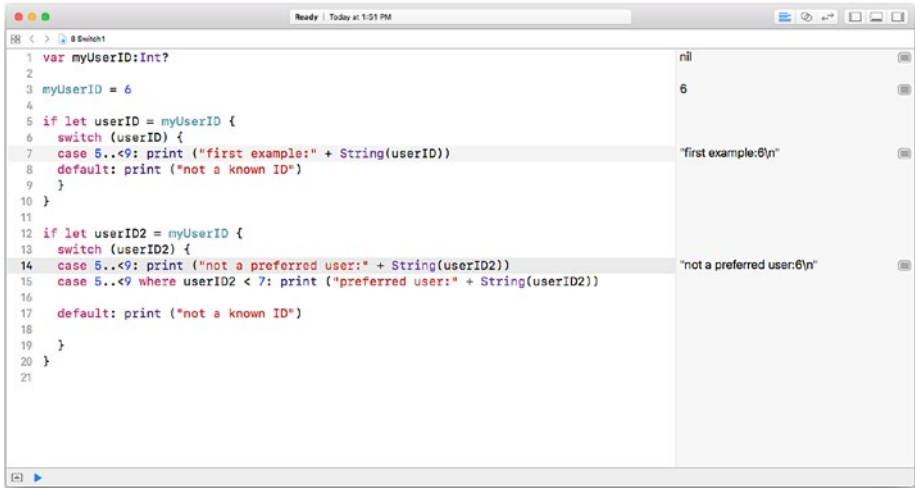 Ready | Today at 1:51 PM
8 Switch1
1 var myUserID:Int? nil
2
3 myUserID = 6 6
4
5 if let userID = myUserID {
6 switch (userID) {
7 case 5..<9: print ("first example:" + String(userID)) "first example:6\n"
8 default: print ("not a known ID")
9 }
10 }
11
12 if let userID2 = myUserID {
13 switch (userID2) {
14 case 5..<9: print ("not a preferred user:" + String(userID2)) "not a preferred user:6\n"
15 case 5..<9 where userID2 < 7: print ("preferred user:" + String(userID2))
16
17 default: print ("not a known ID")
18
19 }
20 }
21